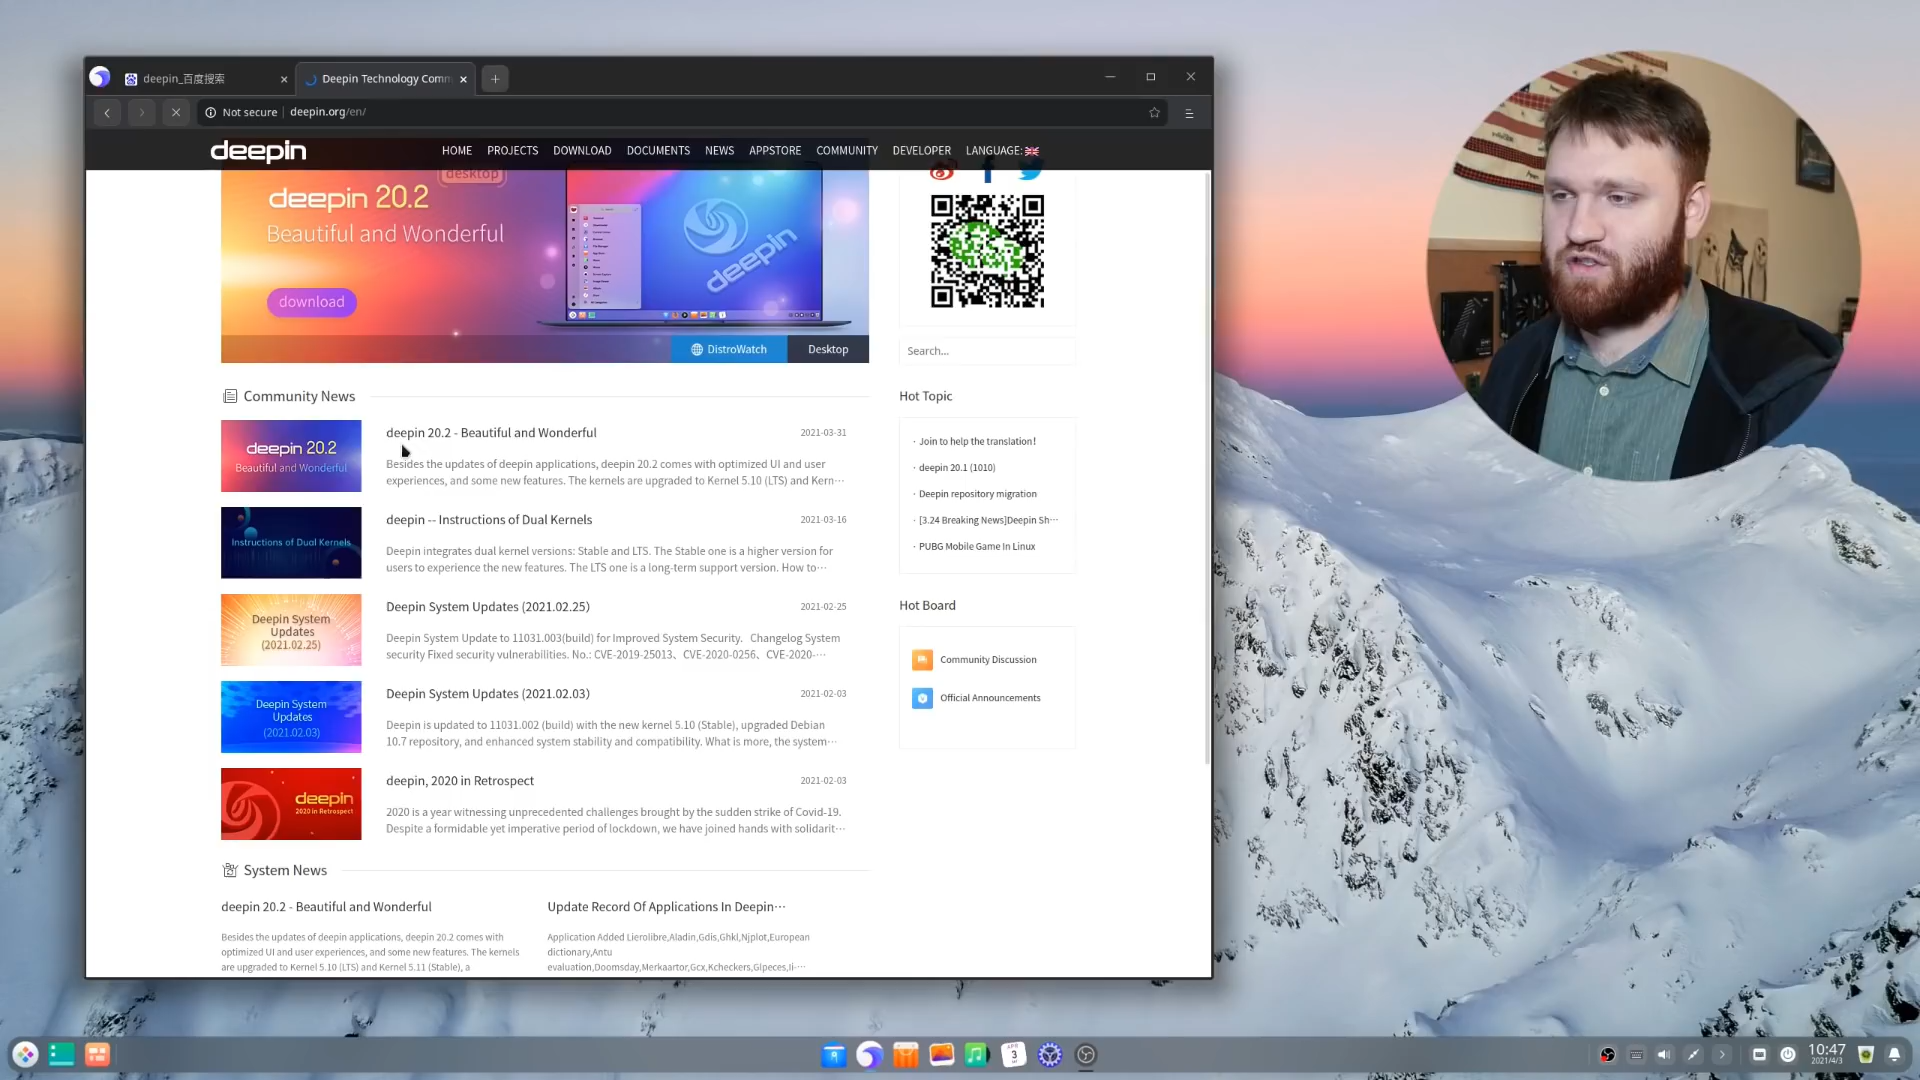 deepin_百度搜索
Deepin Technology Comm
Not secure
deepin.org/en/
deepin
HOME
PROJECTS
DOWNLOAD
DOCUMENTS
NEWS
APPSTORE
COMMUNITY
DEVELOPER
LANGUAGE:
desktop
deepin 20.2
Beautiful and Wonderful
download
deepin
DistroWatch
Desktop
Search...
Community News
deepin 20.2
Beautiful and Wonderful
deepin 20.2 - Beautiful and Wonderful
2021-03-31
Besides the updates of deepin applications, deepin 20.2 comes with optimized UI and user
experiences, and some new features. The kernels are upgraded to Kernel 5.10 (LTS) and Kern···
Instructions of Dual Kernels
deepin -- Instructions of Dual Kernels
2021-03-16
Deepin integrates dual kernel versions: Stable and LTS. The Stable one is a higher version for
users to experience the new features. The LTS one is a long-term support version. How to···
Deepin System
Updates
(2021.02.25)
Deepin System Updates (2021.02.25)
2021-02-25
Deepin System Update to 11031.003(build) for Improved System Security. Changelog System
security Fixed security vulnerabilities. No.: CVE-2019-25013、CVE-2020-0256、CVE-2020-···
Deepin System
Updates
(2021.02.03)
Deepin System Updates (2021.02.03)
2021-02-03
Deepin is updated to 11031.002 (build) with the new kernel 5.10 (Stable), upgraded Debian
10.7 repository, and enhanced system stability and compatibility. What is more, the system···
deepin
2020 in Retrospect
deepin, 2020 in Retrospect
2021-02-03
2020 is a year witnessing unprecedented challenges brought by the sudden strike of Covid-19.
Despite a formidable yet imperative period of lockdown, we have joined hands with solidarit···
Hot Topic
· Join to help the translation!
· deepin 20.1 (1010)
· Deepin repository migration
· [3.24 Breaking News]Deepin Sh···
· PUBG Mobile Game In Linux
Hot Board
Community Discussion
Official Announcements
System News
deepin 20.2 - Beautiful and Wonderful
Besides the updates of deepin applications, deepin 20.2 comes with
optimized UI and user experiences, and some new features. The kernels
are upgraded to Kernel 5.10 (LTS) and Kernel 5.11 (Stable), a
Update Record Of Applications In Deepin···
Application Added Lierolibre,Aladin,Gdis,Ghkl,Njplot,European
dictionary,Antu
evaluation,Doomsday,Merkaartor,Gcx,Kcheckers,Glpeces,Ii-···
APR
3
10:47
2021/4/3